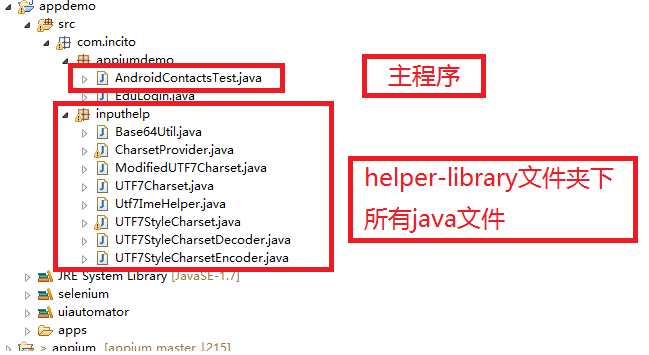 appdemo
src
com.incito
appiumdemo
AndroidContactsTest.java
主程序
EduLogin.java
inputhelp
Base64Util.java
CharsetProvider.java
ModifiedUTF7Charset.java
UTF7Charset.java
helper-library文件夹下
Utf7ImeHelper.java
所有java文件
UTF7StyleCharset.java
UTF7StyleCharsetDecoder.java
UTF7StyleCharsetEncoder.java
JRE System Library [JavaSE-1.7]
selenium
uiautomator
apps
> appium [appium master ↓215]